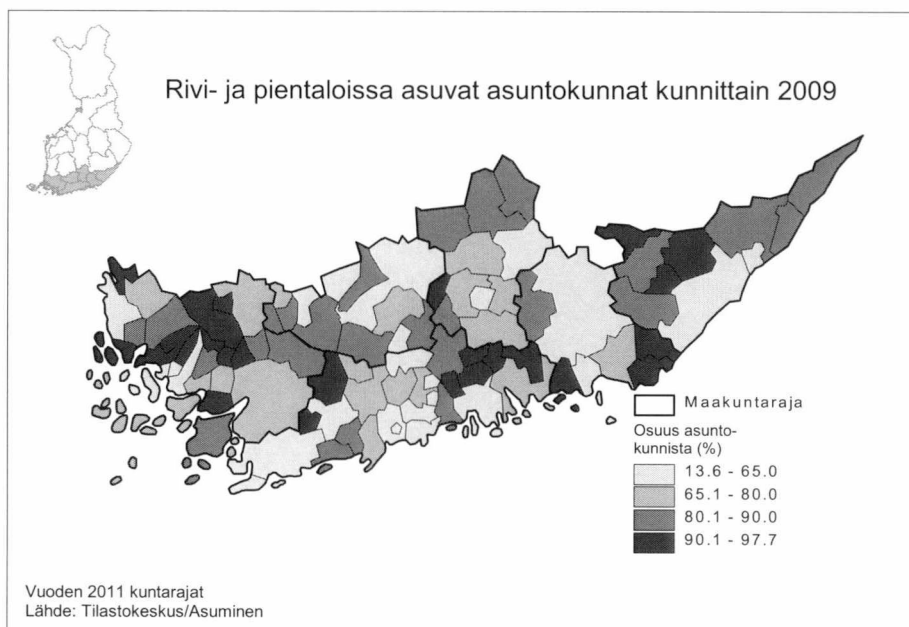 Rivi- ja pientaloissa asuvat asuntokunnat kunnittain 2009
Maakuntaraja
Osuus asunto-
kunnista (%)
13.6 - 65.0
65.1 - 80.0
80.1 - 90.0
90.1 - 97.7
Vuoden 2011 kuntarajat
Lähde: Tilastokeskus/Asuminen